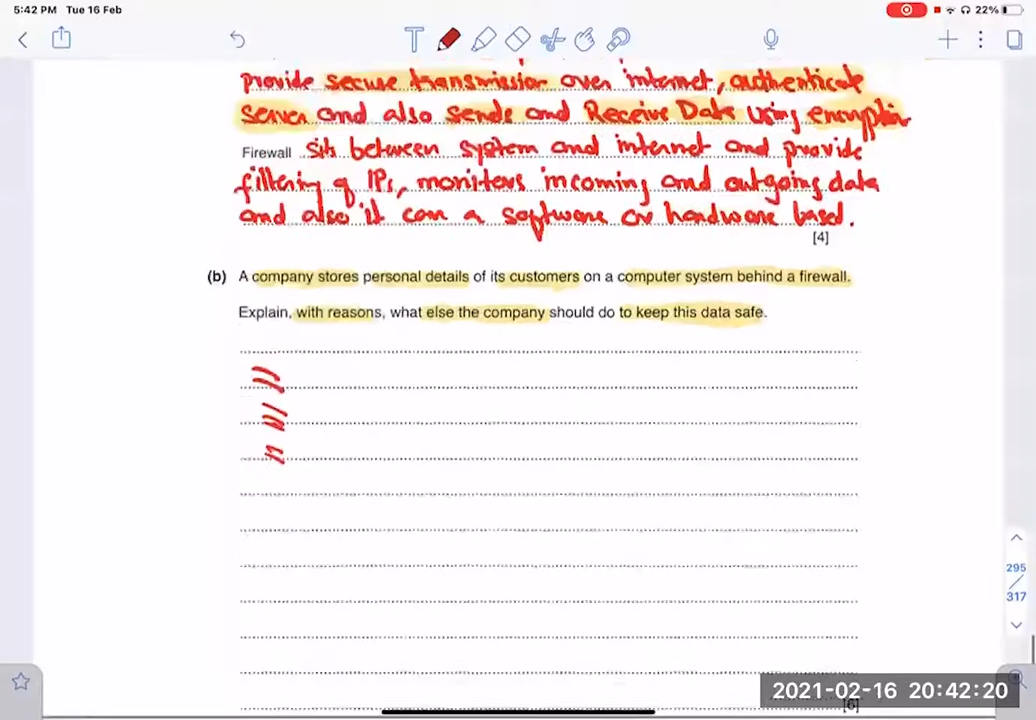 5:42 PM Tue 16 Feb
22%
provide secure transmission over internet, authenticate
server and also sends and Receive Data using encryption
Firewall sits between system and internet and provide
filtering of IPs, monitors incoming and outgoing data
and also it can a software or hardware based.
[4]
(b) A company stores personal details of its customers on a computer system behind a firewall.
Explain, with reasons, what else the company should do to keep this data safe.
295
317
2021-02-16 20:42:20
[6]